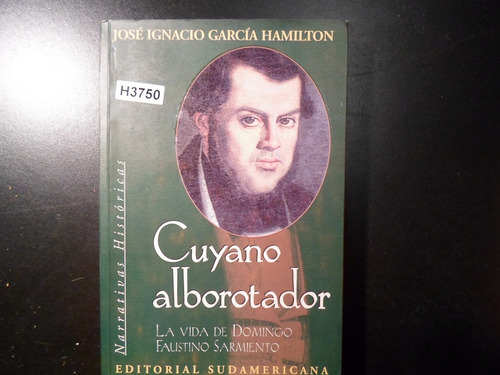 JOSÉ IGNACIO GARCÍA HAMILTON
H3750
Narrativas Históricas
Cuyano
alborotador
LA VIDA DE DOMINGO
FAUSTINO SARMIENTO
EDITORIAL SUDAMERICANA